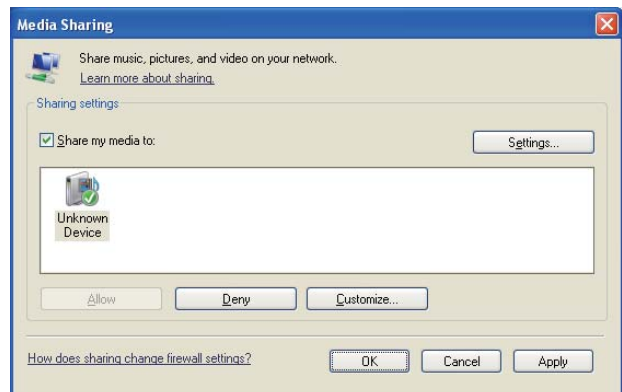 Media Sharing
Share music, pictures, and video on your network.
Learn more about sharing.
Sharing settings
Share my media to:
Settings...
Unknown
Device
Allow
Deny
Customize...
How does sharing change firewall settings?
OK
Cancel
Apply